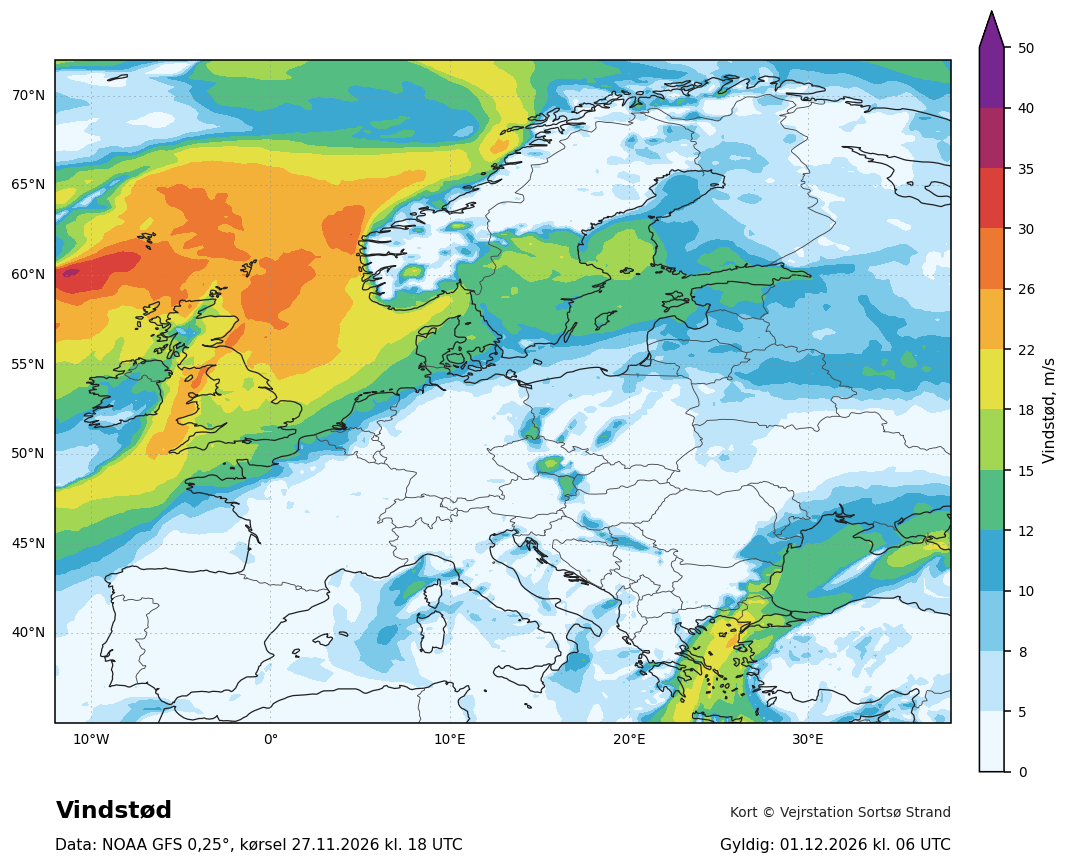 50
40
35
30
26
22
18
15
12
10
8
5
0
Vindstød, m/s
70°N
65°N
60°N
55°N
50°N
45°N
40°N
10°W
0°
10°E
20°E
30°E
Vindstød
Kort © Vejrstation Sortsø Strand
Data: NOAA GFS 0,25°, kørsel 27.11.2026 kl. 18 UTC
Gyldig: 01.12.2026 kl. 06 UTC